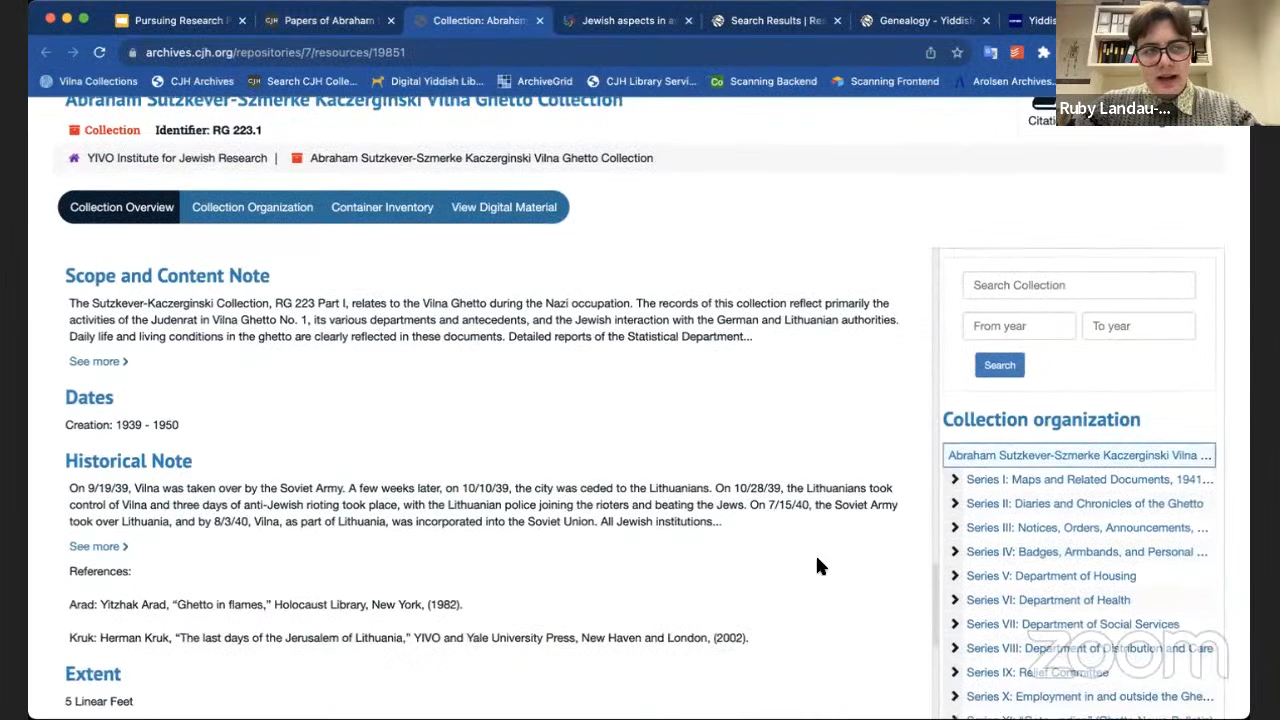 Pursuing Research P
Papers of Abraham
Collection: Abraham
Jewish aspects in a
Search Results | Res
Genealogy - Yiddish
Yiddis
archives.cjh.org/repositories/7/resources/19851
Vilna Collections
CJH Archives
Search CJH Colle...
Digital Yiddish Lib...
ArchiveGrid
CJH Library Servi...
Scanning Backend
Scanning Frontend
Arolsen Archives
Ruby Landau-...
Abraham Sutzkever-Szmerke Kaczerginski Vilna Ghetto Collection
Citati
Collection Identifier: RG 223.1
YIVO Institute for Jewish Research | Abraham Sutzkever-Szmerke Kaczerginski Vilna Ghetto Collection
Collection Overview Collection Organization Container Inventory View Digital Material
Scope and Content Note
The Sutzkever-Kaczerginski Collection, RG 223 Part I, relates to the Vilna Ghetto during the Nazi occupation. The records of this collection reflect primarily the
activities of the Judenrat in Vilna Ghetto No. 1, its various departments and antecedents, and the Jewish interaction with the German and Lithuanian authorities.
Daily life and living conditions in the ghetto are clearly reflected in these documents. Detailed reports of the Statistical Department...
See more
Dates
Creation: 1939 - 1950
Historical Note
On 9/19/39, Vilna was taken over by the Soviet Army. A few weeks later, on 10/10/39, the city was ceded to the Lithuanians. On 10/28/39, the Lithuanians took
control of Vilna and three days of anti-Jewish rioting took place, with the Lithuanian police joining the rioters and beating the Jews. On 7/15/40, the Soviet Army
took over Lithuania, and by 8/3/40, Vilna, as part of Lithuania, was incorporated into the Soviet Union. All Jewish institutions...
See more
References:
Arad: Yitzhak Arad, “Ghetto in flames,” Holocaust Library, New York, (1982).
Kruk: Herman Kruk, “The last days of the Jerusalem of Lithuania,” YIVO and Yale University Press, New Haven and London, (2002).
Extent
5 Linear Feet
Search Collection
From year
To year
Search
Collection organization
Abraham Sutzkever-Szmerke Kaczerginski Vilna ...
Series I: Maps and Related Documents, 1941...
Series II: Diaries and Chronicles of the Ghetto
Series III: Notices, Orders, Announcements, ...
Series IV: Badges, Armbands, and Personal ...
Series V: Department of Housing
Series VI: Department of Health
Series VII: Department of Social Services
Series VIII: Department of Distribution and Care
Series IX: Relief Committee
Series X: Employment in and outside the Ghe...
zoom